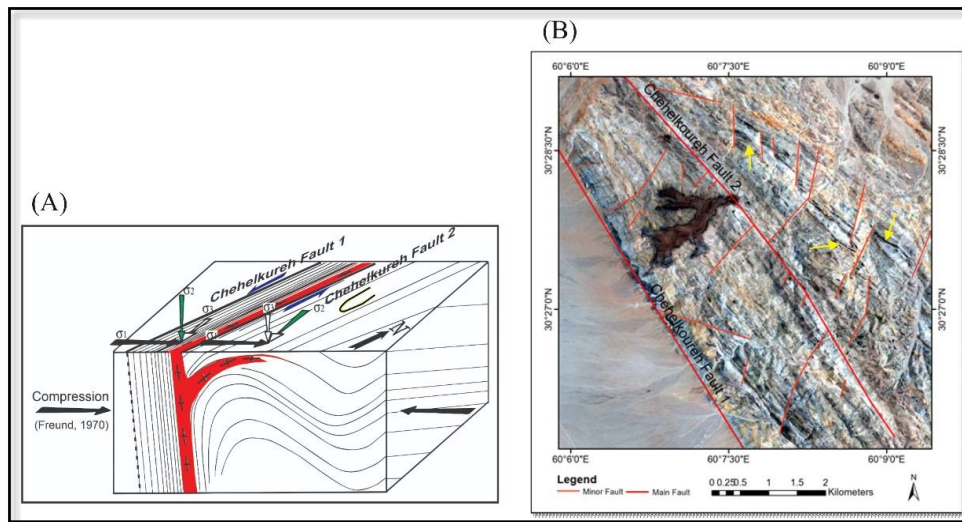 (A)
Chehelkureh Fault 1
Chehelkureh Fault 2
σ2
σ3
σ1
σ2
N
Compression
(Freund, 1970)
(B)
60°6'0"E
60°7'30"E
60°9'0"E
30°28'30"N
30°28'30"N
30°27'0"N
30°27'0"N
Chehelkoureh Fault 2
Chehelkoureh Fault 1
60°6'0"E
60°7'30"E
60°9'0"E
Legend
Minor Fault
Main Fault
0 0.25 0.5 1 1.5 2
Kilometers
N